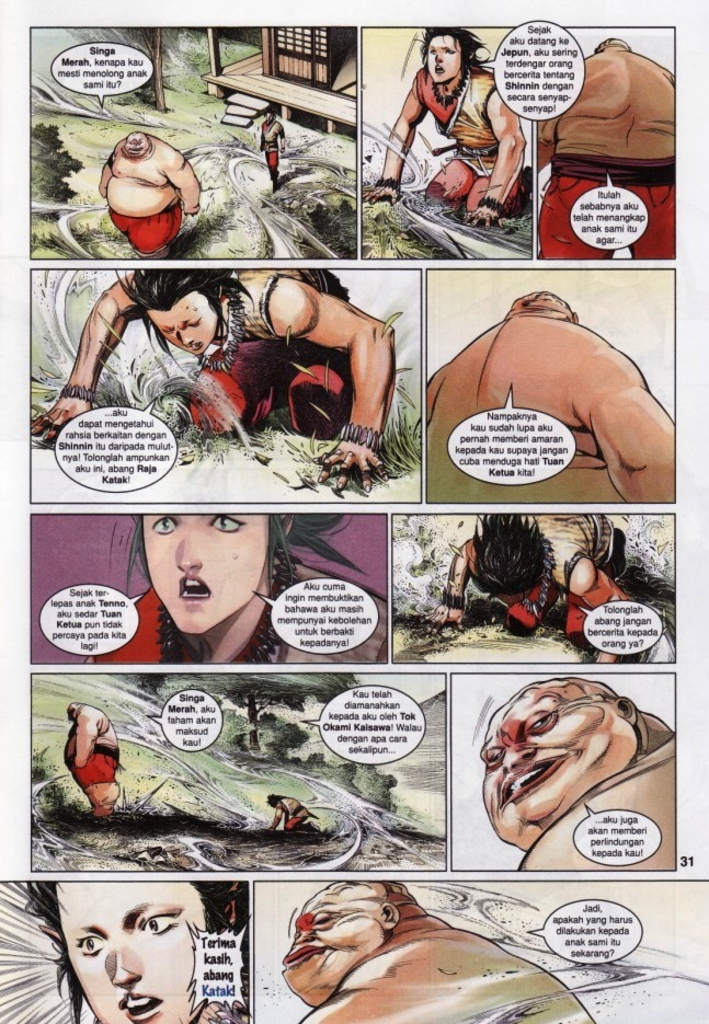 Singa
Merah, kenapa kau
mesti menolong anak
sami itu?
Sejak
aku datang ke
Jepun, aku sering
terdengar orang
bercerita tentang
Shinnin dengan
secara senyap-
senyap!
Itulah
sebabnya aku
telah menangkap
anak sami itu
agar...
...aku
dapat mengetahui
rahsia berkaitan dengan
Shinnin itu daripada mulut-
nya! Tolonglah ampunkan
aku ini, abang Raja
Katak!
Nampaknya
kau sudah lupa aku
pernah memberi amaran
kepada kau supaya jangan
cuba menduga hati Tuan
Ketua kita!
Sejak ter-
lepas anak Tenno,
aku sedar Tuan
Ketua pun tidak
percaya pada kita
lagi!
Aku cuma
ingin membuktikan
bahawa aku masih
mempunyai kebolehan
untuk berbakti
kepadanya!
Tolonglah
abang jangan
bercerita kepada
orang ya?
Singa
Merah, aku
faham akan
maksud
kau!
Kau telah
diamanahkan
kepada aku oleh Tok
Okami Kaisawa! Walau
dengan apa cara
sekalipun...
...aku juga
akan memberi
perlindungan
kepada kau!
31
Terima
kasih,
abang
Katak!
Jadi,
apakah yang harus
dilakukan kepada
anak sami itu
sekarang?